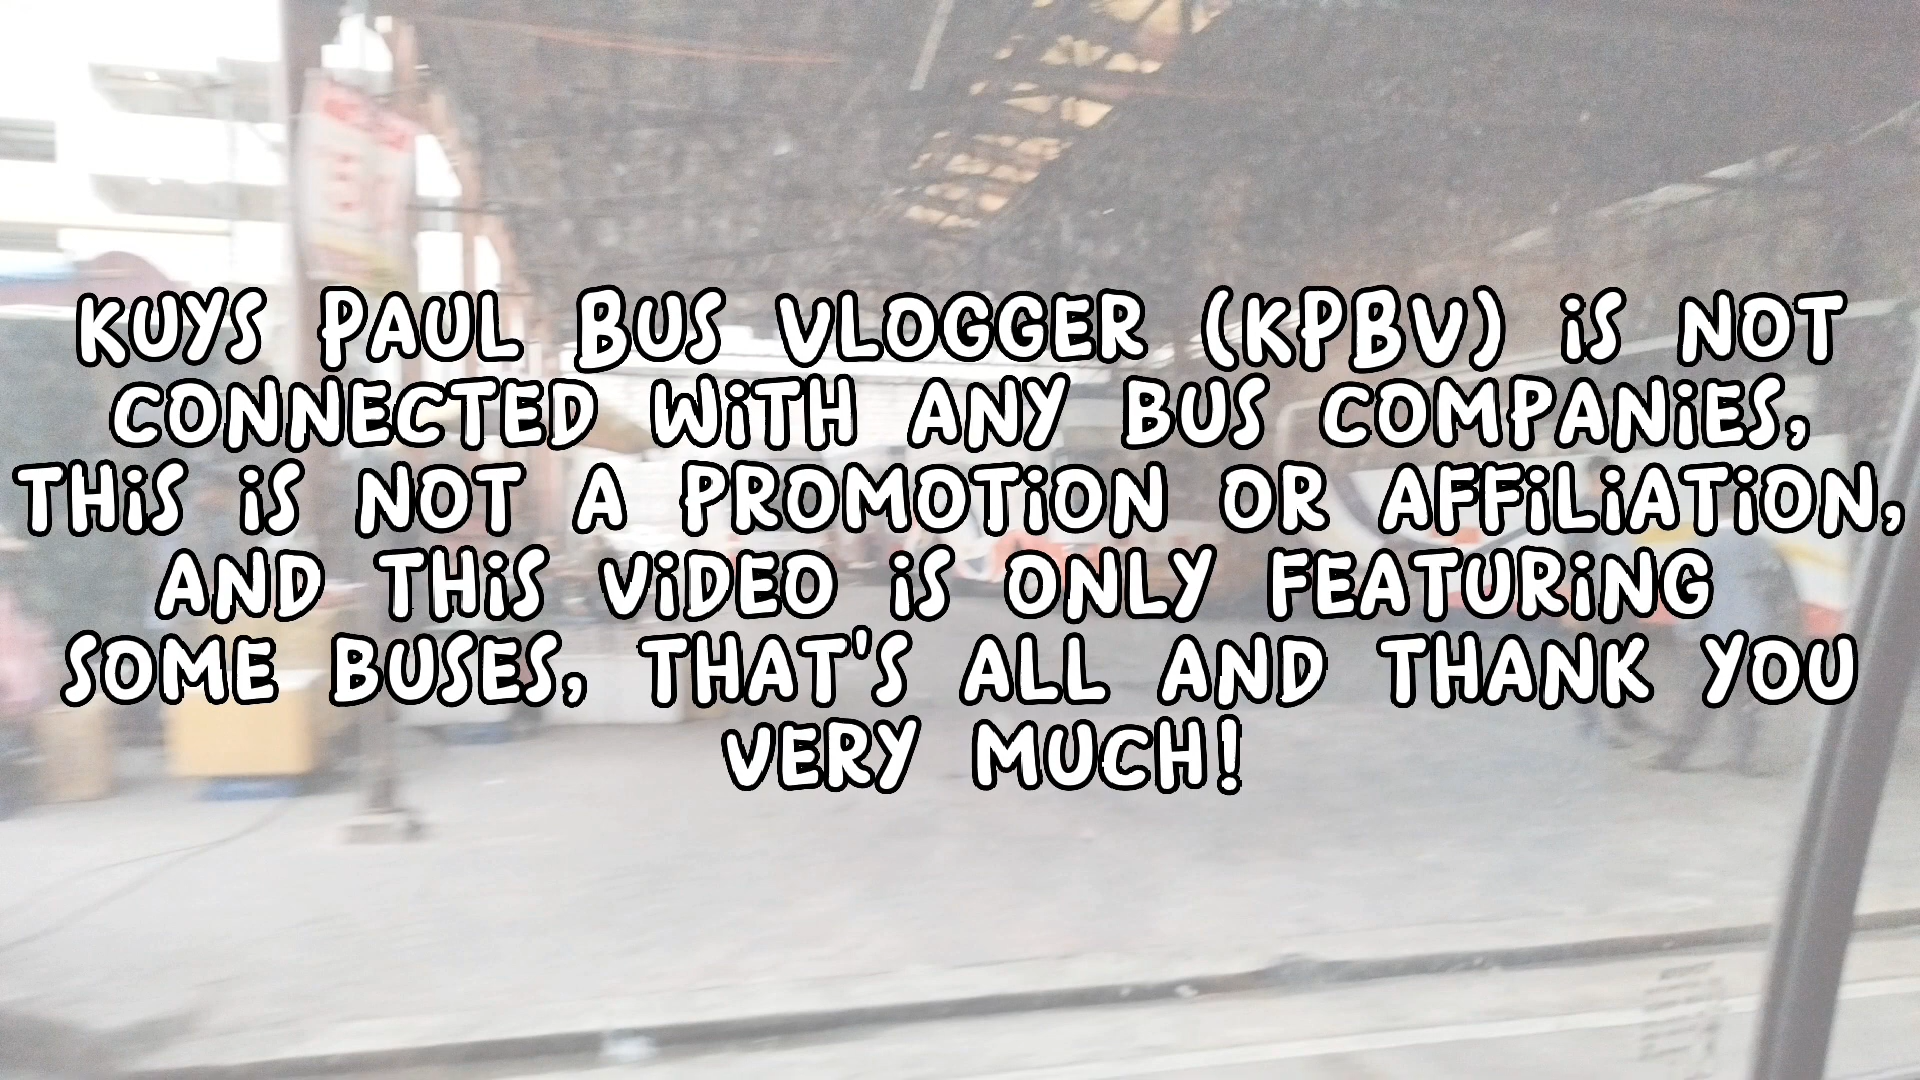 KUYS PAUL BUS VLOGGER (KPBV) iS NOT
CONNECTED WiTH ANY BUS COMPANiES,
THiS iS NOT A PROMOTiON OR AFFiLiATiON,
AND THiS ViDEO iS ONLY FEATURiNG
SOME BUSES, THAT'S ALL AND THANK YOU
VERY MUCH!